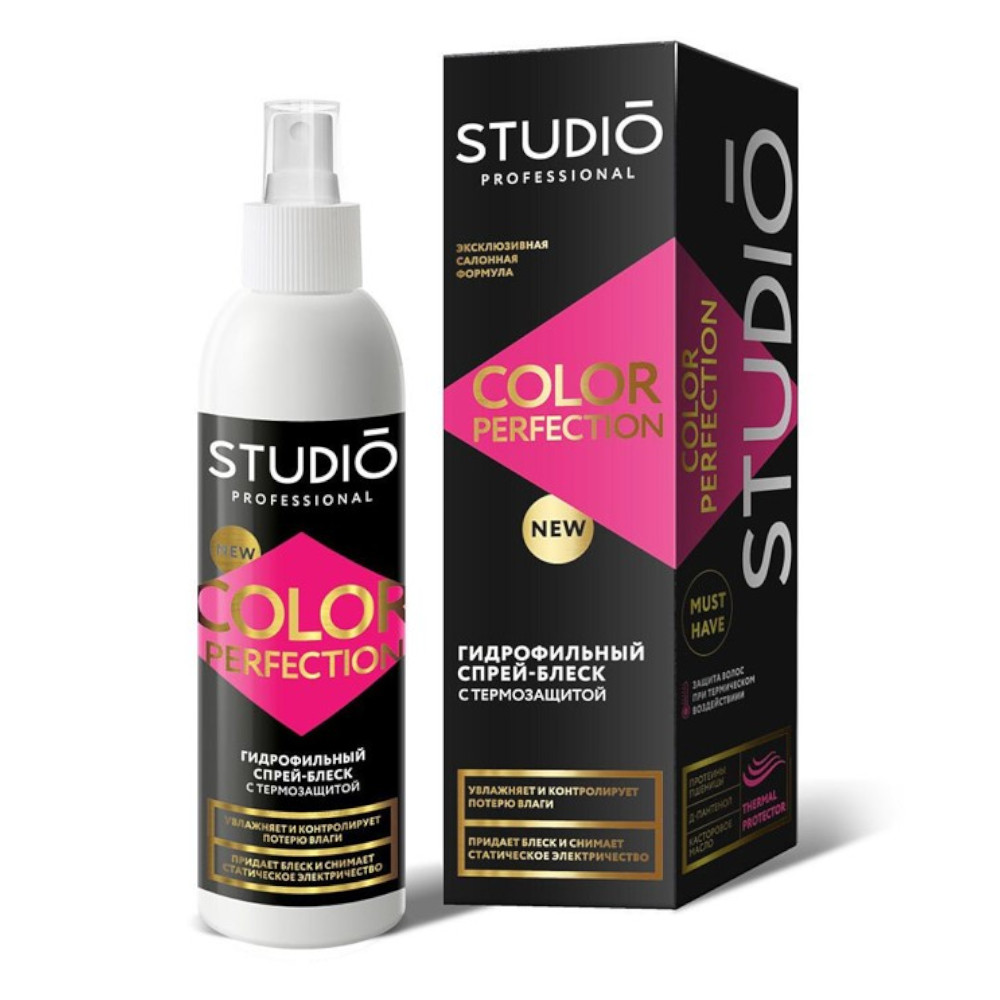 STUDIŌ
PROFESSIONAL
NEW
COLOR
PERFECTION
ГИДРОФИЛЬНЫЙ
СПРЕЙ-БЛЕСК
С ТЕРМОЗАЩИТОЙ
УВЛАЖНЯЕТ И КОНТРОЛИРУЕТ
ПОТЕРЮ ВЛАГИ
ПРИДАЕТ БЛЕСК И СНИМАЕТ
СТАТИЧЕСКОЕ ЭЛЕКТРИЧЕСТВО
STUDIŌ
PROFESSIONAL
ЭКСКЛЮЗИВНАЯ
САЛОННАЯ
ФОРМУЛА
COLOR
PERFECTION
NEW
ГИДРОФИЛЬНЫЙ
СПРЕЙ-БЛЕСК
С ТЕРМОЗАЩИТОЙ
УВЛАЖНЯЕТ И КОНТРОЛИРУЕТ
ПОТЕРЮ ВЛАГИ
ПРИДАЕТ БЛЕСК И СНИМАЕТ
СТАТИЧЕСКОЕ ЭЛЕКТРИЧЕСТВО
STUDIŌ
COLOR
PERFECTION
MUST
HAVE
ЗАЩИТА ВОЛОС
ПРИ ТЕРМИЧЕСКОМ
ВОЗДЕЙСТВИИ
ПРОТЕИНЫ
ПШЕНИЦЫ
Д-ПАНТЕНОЛ
КАСТОРОВОЕ
МАСЛО
THERMAL
PROTECTOR